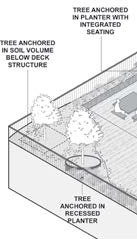 TREE ANCHORED
IN PLANTER WITH
INTEGRATED
SEATING
TREE ANCHORED
IN SOIL VOLUME
BELOW DECK
STRUCTURE
TREE
ANCHORED IN
RECESSED
PLANTER